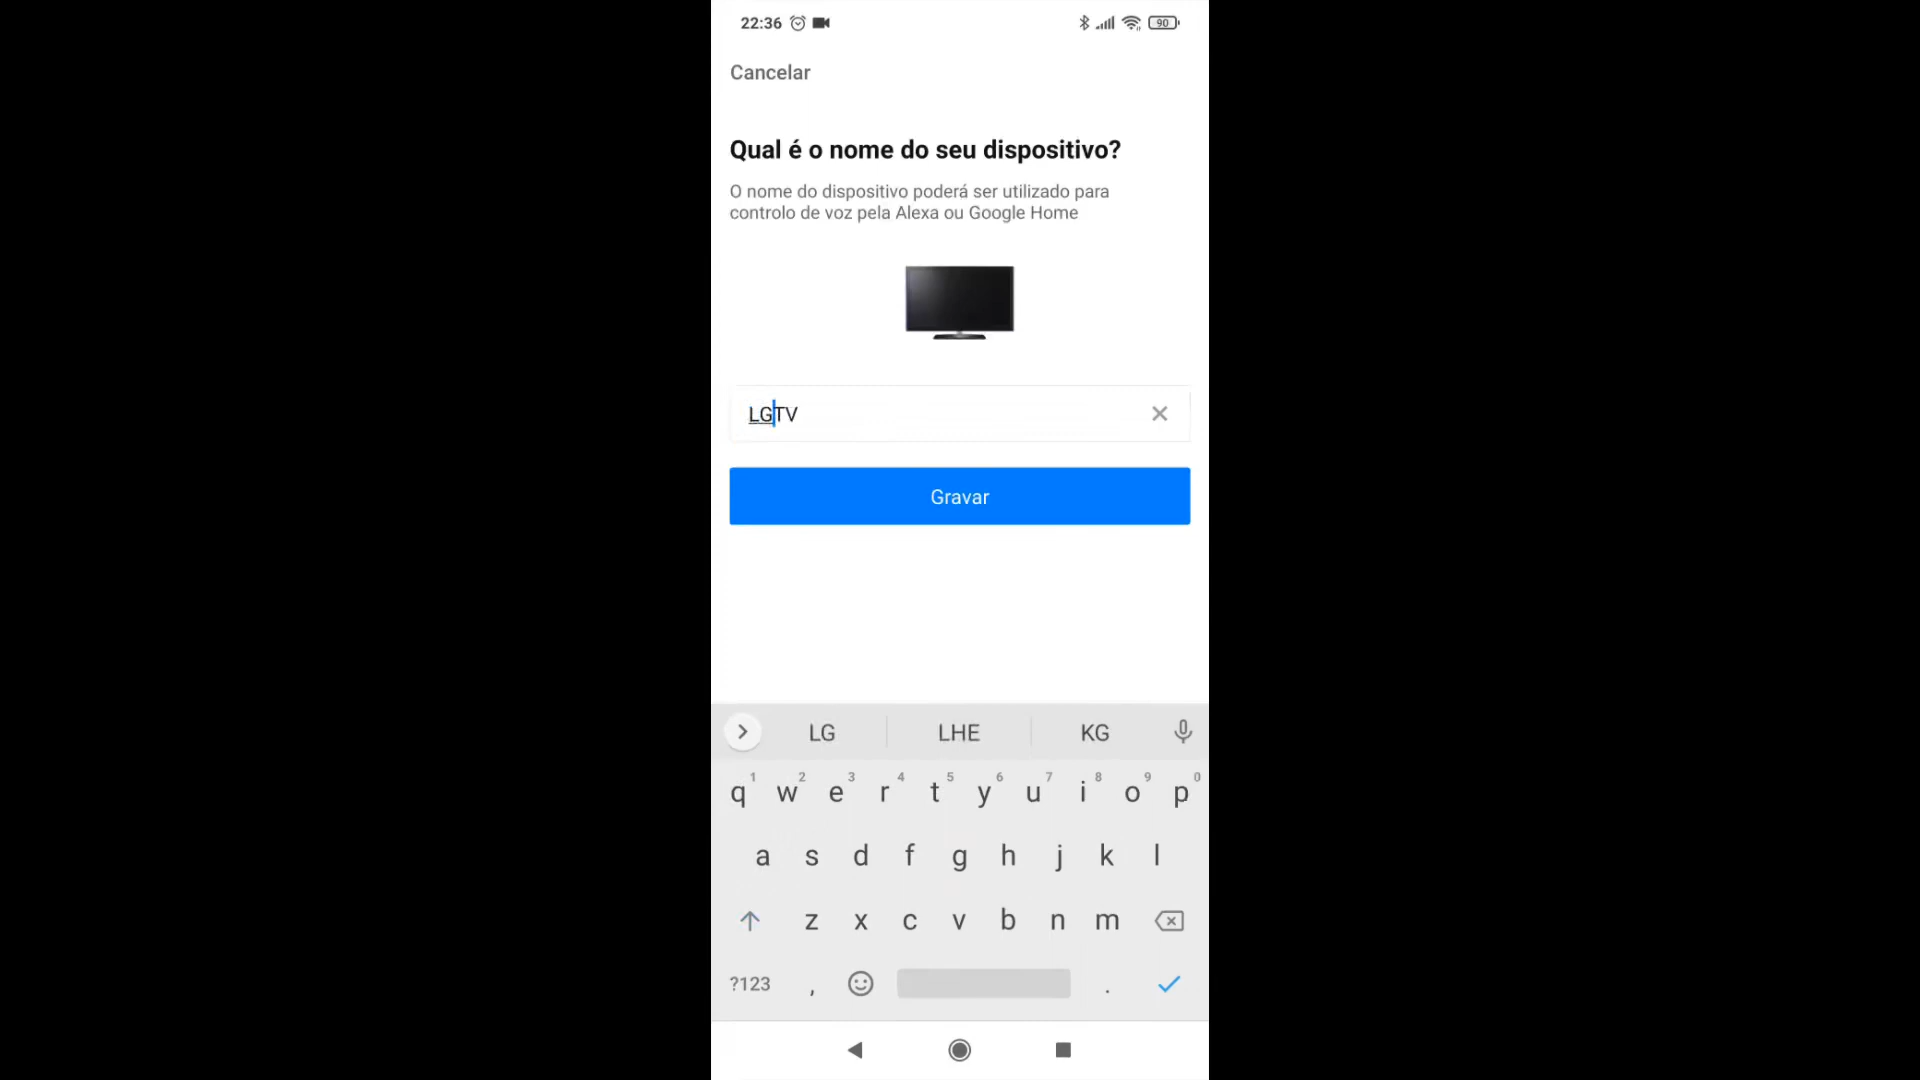 22:36 90
Cancelar
Qual é o nome do seu dispositivo?
O nome do dispositivo poderá ser utilizado para
controlo de voz pela Alexa ou Google Home
LGTV
Gravar
LG LHE KG
1 2 3 4 5 6 7 8 9 0
q w e r t y u i o p
a s d f g h j k l
z x c v b n m
?123 , .